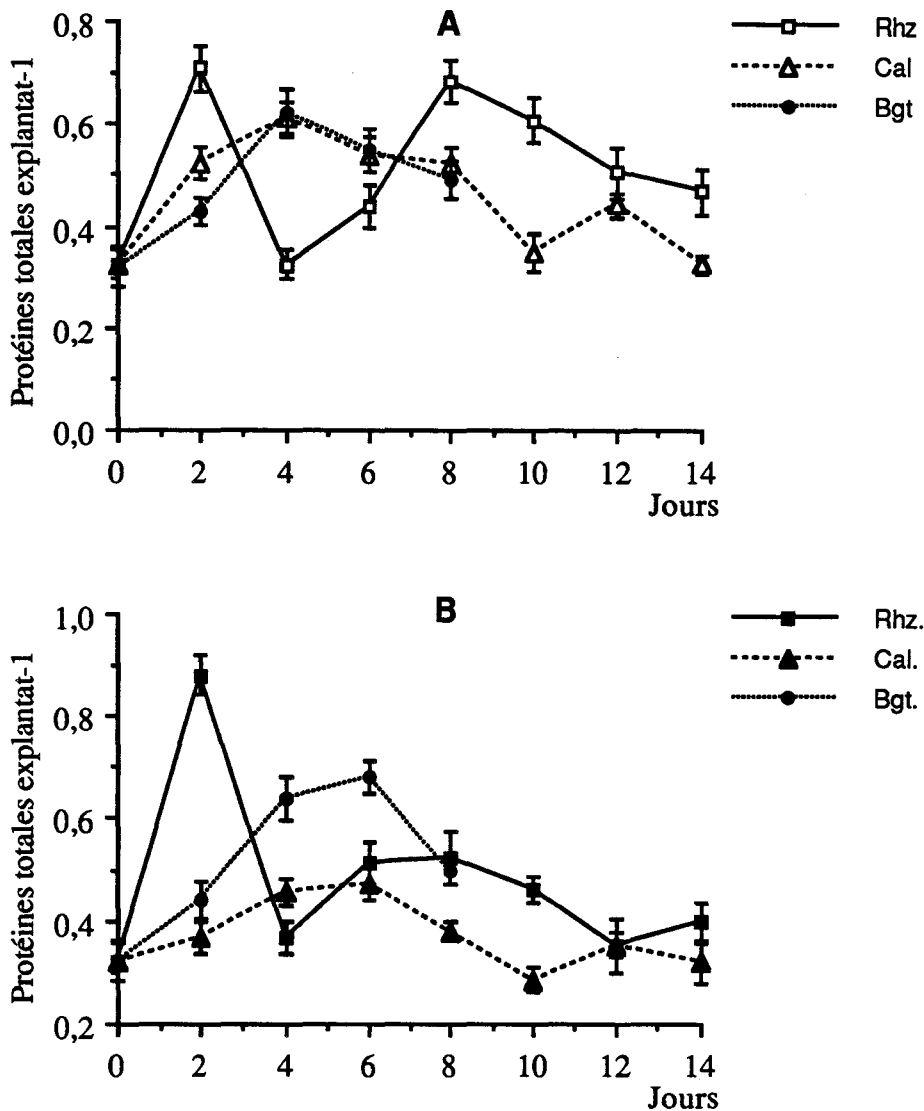 A
Rhz
Cal
Bgt
Protéines totales explantat-1
0,8
0,6
0,4
0,2
0,0
0 2 4 6 8 10 12 14
Jours
B
Rhz.
Cal.
Bgt.
Protéines totales explantat-1
1,0
0,8
0,6
0,4
0,2
0 2 4 6 8 10 12 14
Jours